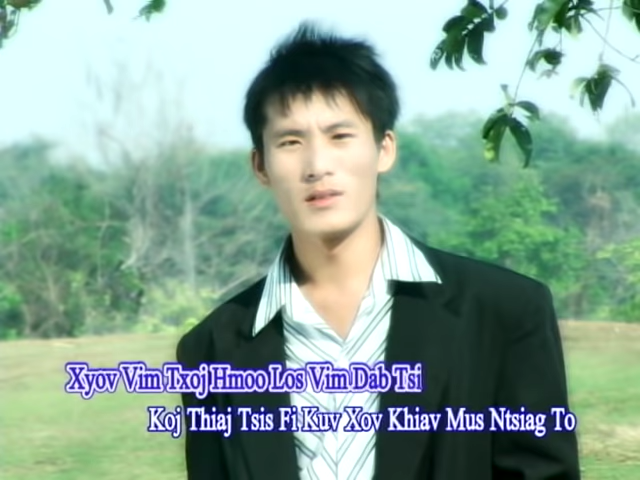 Xyov Vim Txoj Hmoo Los Vim Dab Tsi
Koj Thiaj Tsis Fi Kuv Xov Khiav Mus Ntsiag To